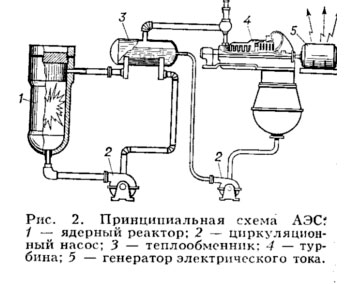 3
4
5
1
2
2
Рис. 2. Принципиальная схема АЭС:
1 — ядерный реактор; 2 — циркуляцион-
ный насос; 3 — теплообменник; 4 — тур-
бина; 5 — генератор электрического тока.